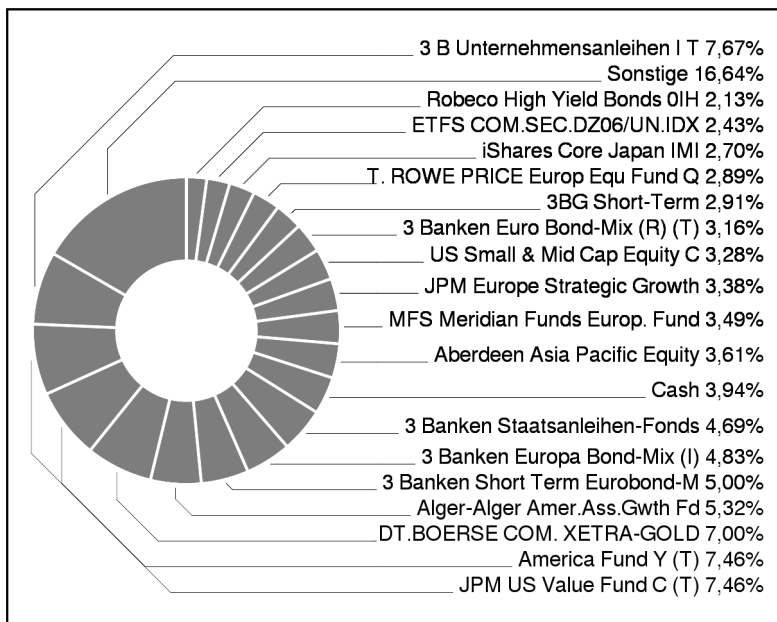 3 B Unternehmensanleihen I T 7,67%
Sonstige 16,64%
Robeco High Yield Bonds 0IH 2,13%
ETFS COM.SEC.DZ06/UN.IDX 2,43%
iShares Core Japan IMI 2,70%
T. ROWE PRICE Europ Equ Fund Q 2,89%
3BG Short-Term 2,91%
3 Banken Euro Bond-Mix (R) (T) 3,16%
US Small & Mid Cap Equity C 3,28%
JPM Europe Strategic Growth 3,38%
MFS Meridian Funds Europ. Fund 3,49%
Aberdeen Asia Pacific Equity 3,61%
Cash 3,94%
3 Banken Staatsanleihen-Fonds 4,69%
3 Banken Europa Bond-Mix (I) 4,83%
3 Banken Short Term Eurobond-M 5,00%
Alger-Alger Amer.Ass.Gwth Fd 5,32%
DT.BOERSE COM. XETRA-GOLD 7,00%
America Fund Y (T) 7,46%
JPM US Value Fund C (T) 7,46%